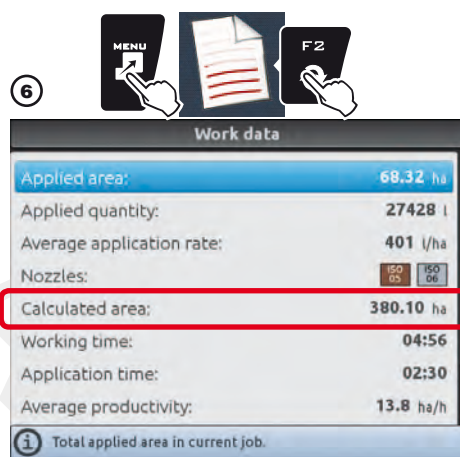 MENU
F2
6
Work data
Applied area: 68.32 ha
Applied quantity: 27428 l
Average application rate: 401 l/ha
Nozzles: ISO 05 ISO 06
Calculated area: 380.10 ha
Working time: 04:56
Application time: 02:30
Average productivity: 13.8 ha/h
i Total applied area in current job.